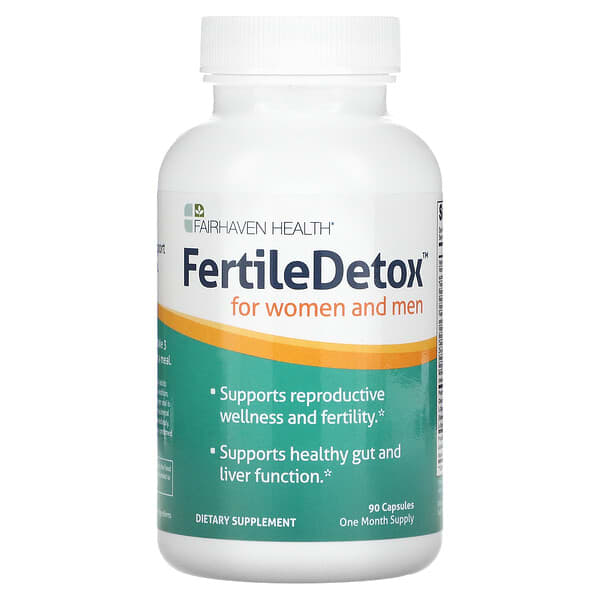 FAIRHAVEN HEALTH®
FertileDetox™
for women and men
▪ Supports reproductive
wellness and fertility.*
▪ Supports healthy gut and
liver function.*
90 Capsules
DIETARY SUPPLEMENT One Month Supply
meal.